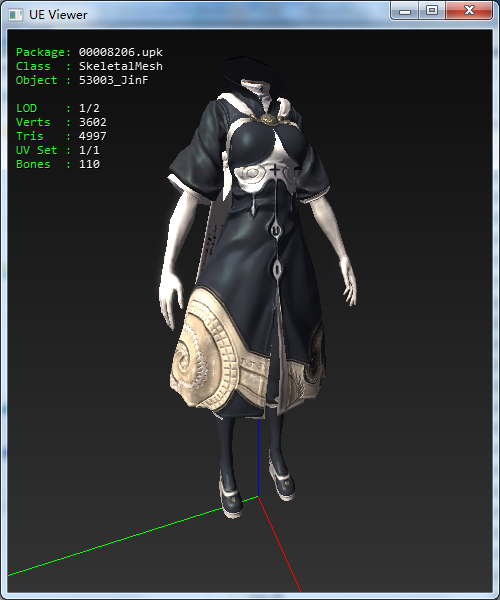 UE Viewer
Package: 00008206.upk
Class : SkeletalMesh
Object : 53003_JinF
LOD : 1/2
Verts : 3602
Tris : 4997
UV Set : 1/1
Bones : 110